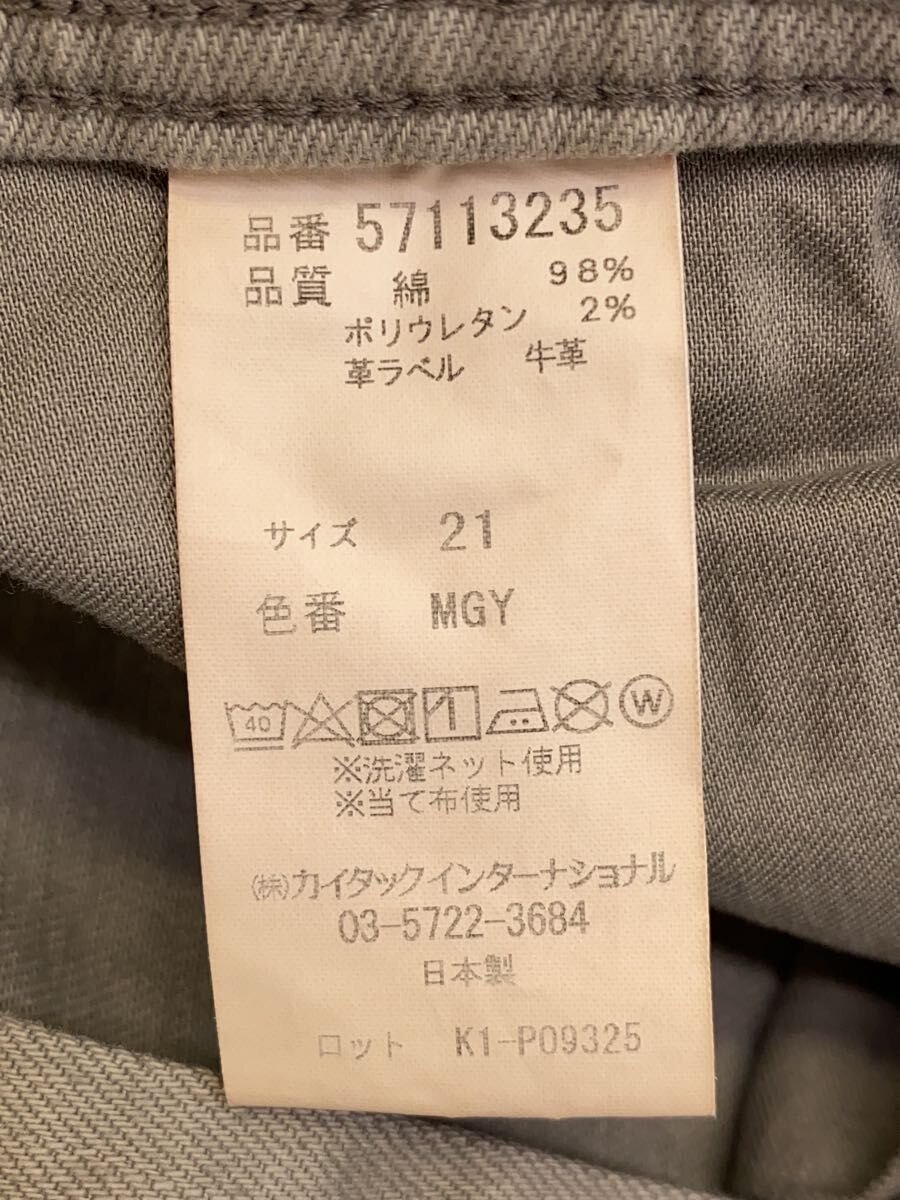 品番 57113235
品質 綿 98%
ポリウレタン 2%
革ラベル 牛革
サイズ 21
色番 MGY
40 W
※洗濯ネット使用
※当て布使用
㈱カイタックインターナショナル
03-5722-3684
日本製
ロット K1-P09325